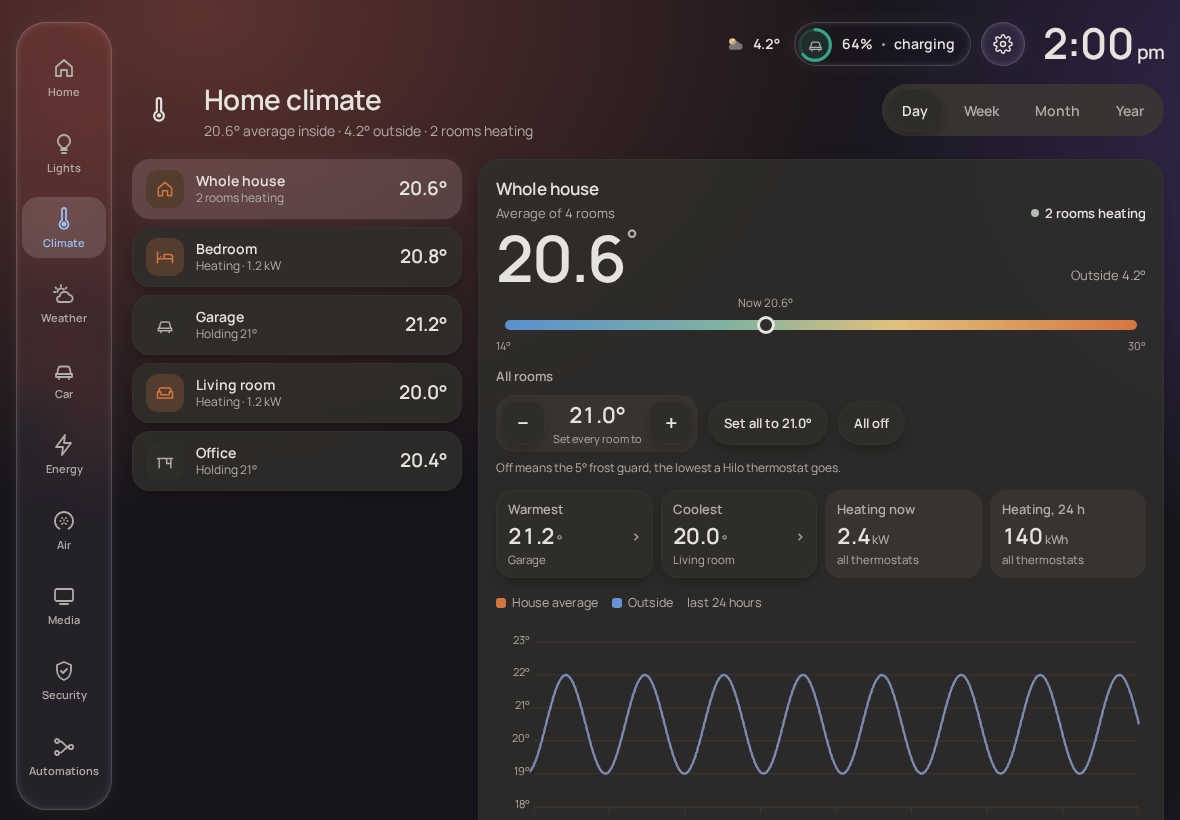 4.2°
64% • charging
2:00 pm
Home
Lights
Climate
Weather
Car
Energy
Air
Media
Security
Automations
Home climate
20.6° average inside · 4.2° outside · 2 rooms heating
Day Week Month Year
Whole house
2 rooms heating
20.6°
Bedroom
Heating · 1.2 kW
20.8°
Garage
Holding 21°
21.2°
Living room
Heating · 1.2 kW
20.0°
Office
Holding 21°
20.4°
Whole house
Average of 4 rooms
2 rooms heating
20.6°
Outside 4.2°
Now 20.6°
14° 30°
All rooms
− 21.0° +
Set every room to
Set all to 21.0°
All off
Off means the 5° frost guard, the lowest a Hilo thermostat goes.
Warmest
21.2°
Garage
Coolest
20.0°
Living room
Heating now
2.4 kW
all thermostats
Heating, 24 h
140 kWh
all thermostats
House average Outside last 24 hours
23°
22°
21°
20°
19°
18°